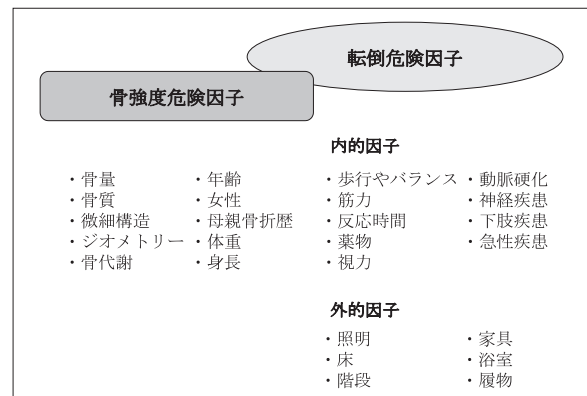 転倒危険因子
骨強度危険因子
・骨量
・骨質
・微細構造
・ジオメトリー
・骨代謝
・年齢
・女性
・母親骨折歴
・体重
・身長
内的因子
・歩行やバランス
・筋力
・反応時間
・薬物
・視力
・動脈硬化
・神経疾患
・下肢疾患
・急性疾患
外的因子
・照明
・床
・階段
・家具
・浴室
・履物